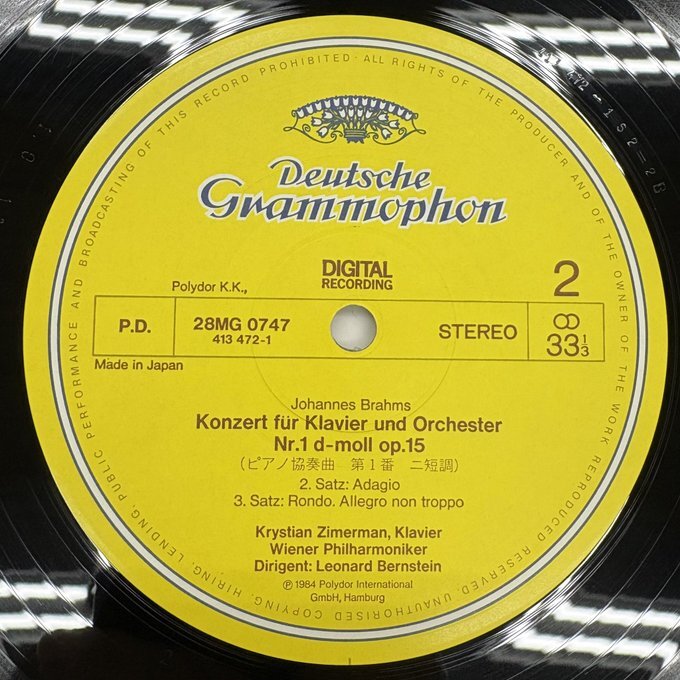 PUBLIC PERFORMANCE AND BROADCASTING OF THIS RECORD PROHIBITED · ALL RIGHTS OF THE PRODUCER AND OF THE OWNER OF THE WORK REPRODUCED RESERVED. UNAUTHORISED COPYING, HIRING, LENDING,
Deutsche
Grammophon
DIGITAL
RECORDING
2
Polydor K.K.,
P.D.
28MG 0747
413 472-1
STEREO
33 1/3
Made in Japan
Johannes Brahms
Konzert für Klavier und Orchester
Nr.1 d-moll op.15
(ピアノ協奏曲 第1番 ニ短調)
2. Satz: Adagio
3. Satz: Rondo. Allegro non troppo
Krystian Zimerman, Klavier
Wiener Philharmoniker
Dirigent: Leonard Bernstein
Ⓟ 1984 Polydor International
GmbH, Hamburg